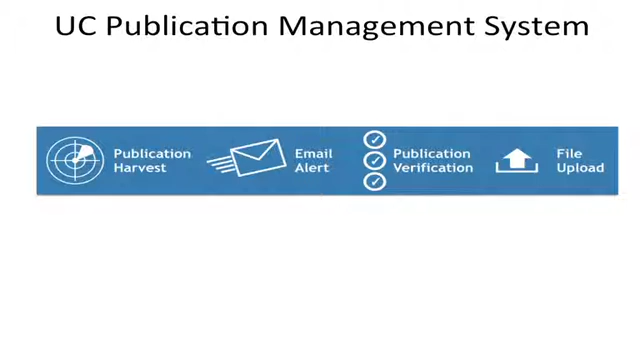 UC Publication Management System
Publication
Harvest
Email
Alert
Publication
Verification
File
Upload